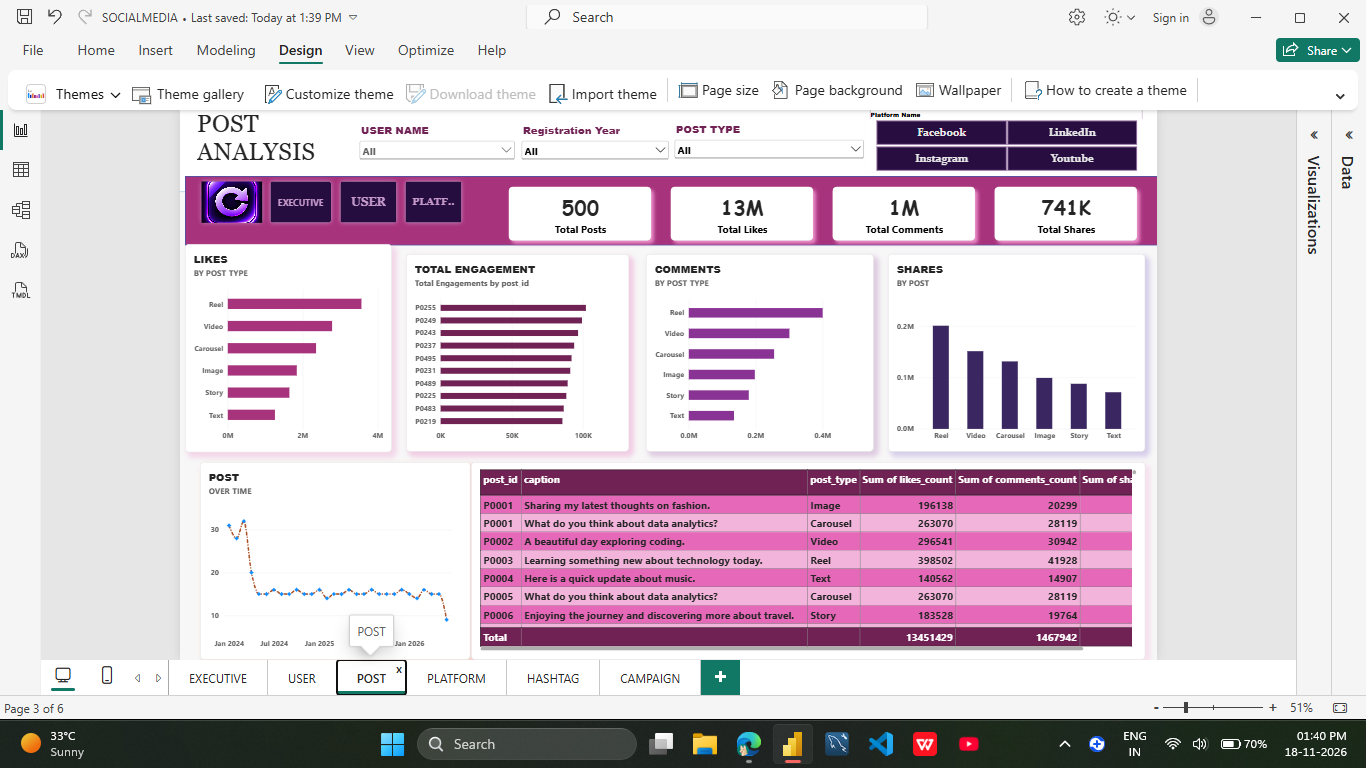 SOCIALMEDIA • Last saved: Today at 1:39 PM
Search
Sign in
File Home Insert Modeling Design View Optimize Help
Share
Themes Theme gallery Customize theme Download theme Import theme Page size Page background Wallpaper How to create a theme
POST
ANALYSIS
USER NAME
All
Registration Year
All
POST TYPE
All
Platform Name
Facebook LinkedIn
Instagram Youtube
EXECUTIVE USER PLATF..
500
Total Posts
13M
Total Likes
1M
Total Comments
741K
Total Shares
LIKES
BY POST TYPE
Reel
Video
Carousel
Image
Story
Text
0M 2M 4M
TOTAL ENGAGEMENT
Total Engagements by post_id
P0255
P0249
P0243
P0237
P0495
P0231
P0489
P0225
P0483
P0219
0K 50K 100K
COMMENTS
BY POST TYPE
Reel
Video
Carousel
Image
Story
Text
0.0M 0.2M 0.4M
SHARES
BY POST
0.2M
0.1M
0.0M
Reel Video Carousel Image Story Text
POST
OVER TIME
30
20
10
Jan 2024 Jul 2024 Jan 2025 Jan 2026
POST
post_id caption post_type Sum of likes_count Sum of comments_count Sum of sha
P0001 Sharing my latest thoughts on fashion. Image 196138 20299
P0001 What do you think about data analytics? Carousel 263070 28119
P0002 A beautiful day exploring coding. Video 296541 30942
P0003 Learning something new about technology today. Reel 398502 41928
P0004 Here is a quick update about music. Text 140562 14907
P0005 What do you think about data analytics? Carousel 263070 28119
P0006 Enjoying the journey and discovering more about travel. Story 183528 19764
Total 13451429 1467942
Visualizations
Data
DAX
TMDL
EXECUTIVE USER POST x PLATFORM HASHTAG CAMPAIGN +
Page 3 of 6
- + 51%
33°C
Sunny
Search
ENG
IN
70%
01:40 PM
18-11-2026